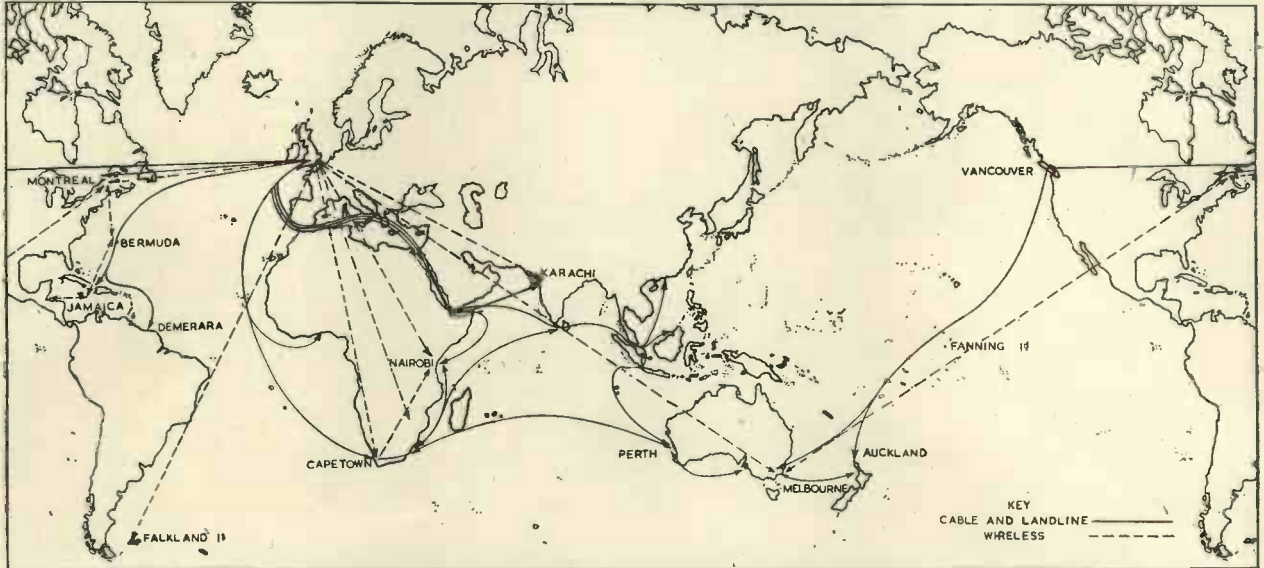 MONTREAL
VANCOUVER
BERMUDA
KARACHI
JAMAICA
DEMERARA
FANNING Iˢ
NAIROBI
CAPETOWN
PERTH
AUCKLAND
MELBOURNE
FALKLAND Iˢ
KEY
CABLE AND LANDLINE
WIRELESS